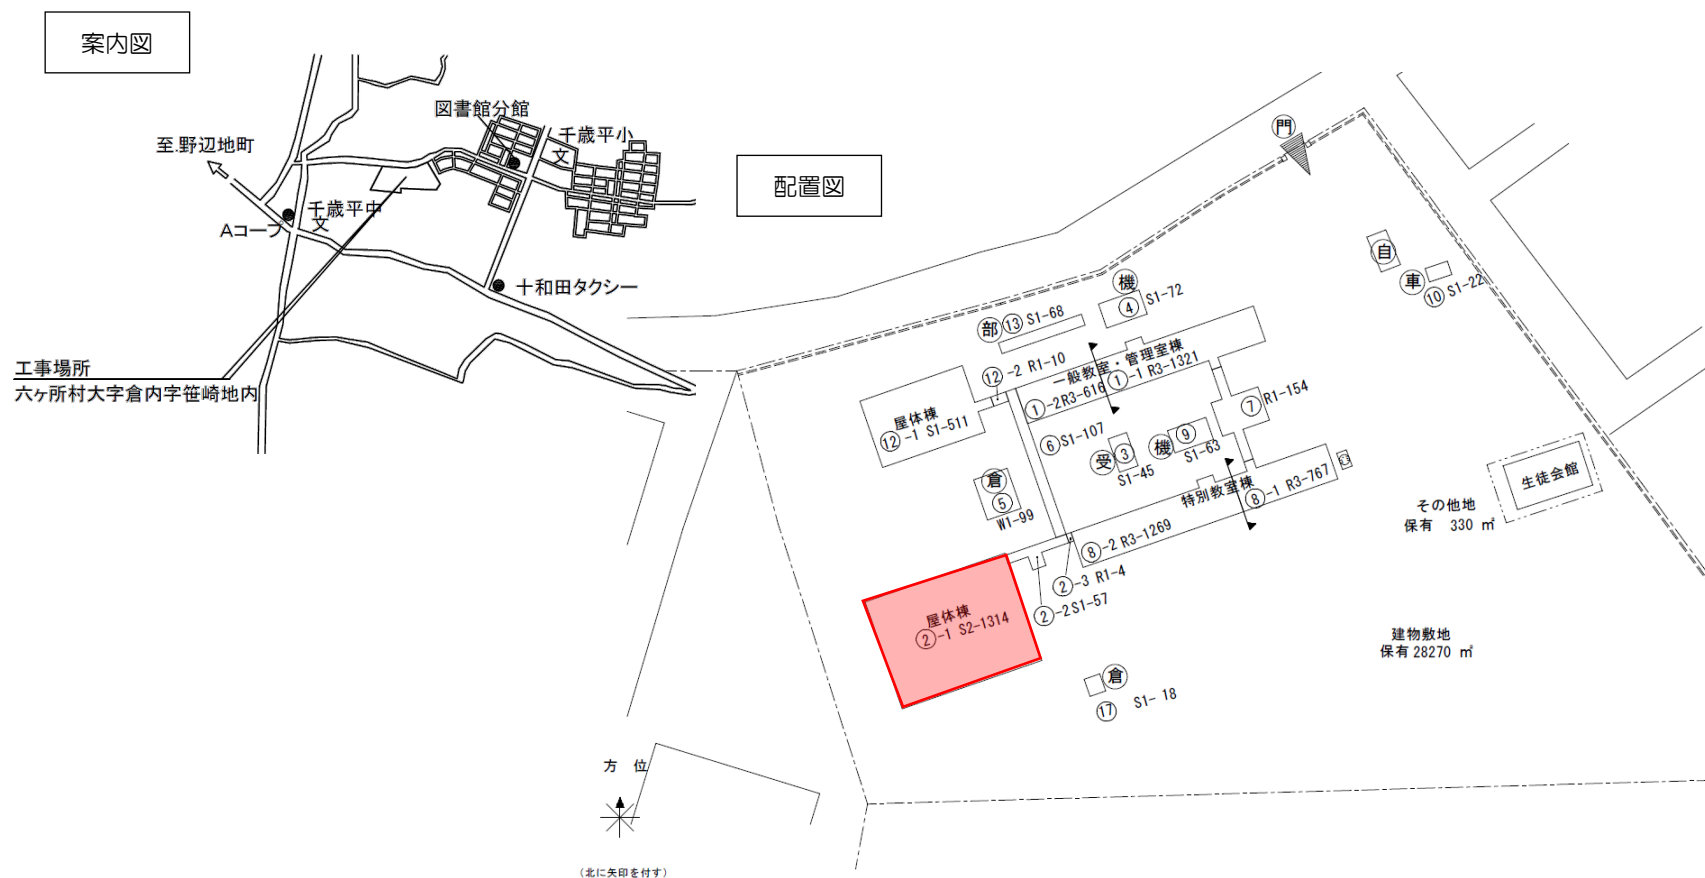 案内図
図書館分館
千歳平小
文
至.野辺地町
千歳平中
文
Aコープ
十和田タクシー
工事場所
六ヶ所村大字倉内字笹崎地内
配置図
門
自
車
⑩ S1-22
機
④ S1-72
部 ⑬ S1-68
⑫ -2 R1-10
一般教室・管理室棟
① -1 R3-1321
① -2R3-616
屋体棟
⑫ -1 S1-511
⑦ R1-154
⑥ S1-107
受 ③
S1-45
機 ⑨
S1-63
倉
⑤
W1-99
特別教室棟
⑧ -1 R3-767
⑧ -2 R3-1269
② -3 R1-4
② -2 S1-57
屋体棟
② -1 S2-1314
倉
⑰ S1- 18
生徒会館
その他地
保有 330 ㎡
建物敷地
保有 28270 ㎡
方 位
(北に矢印を付す)